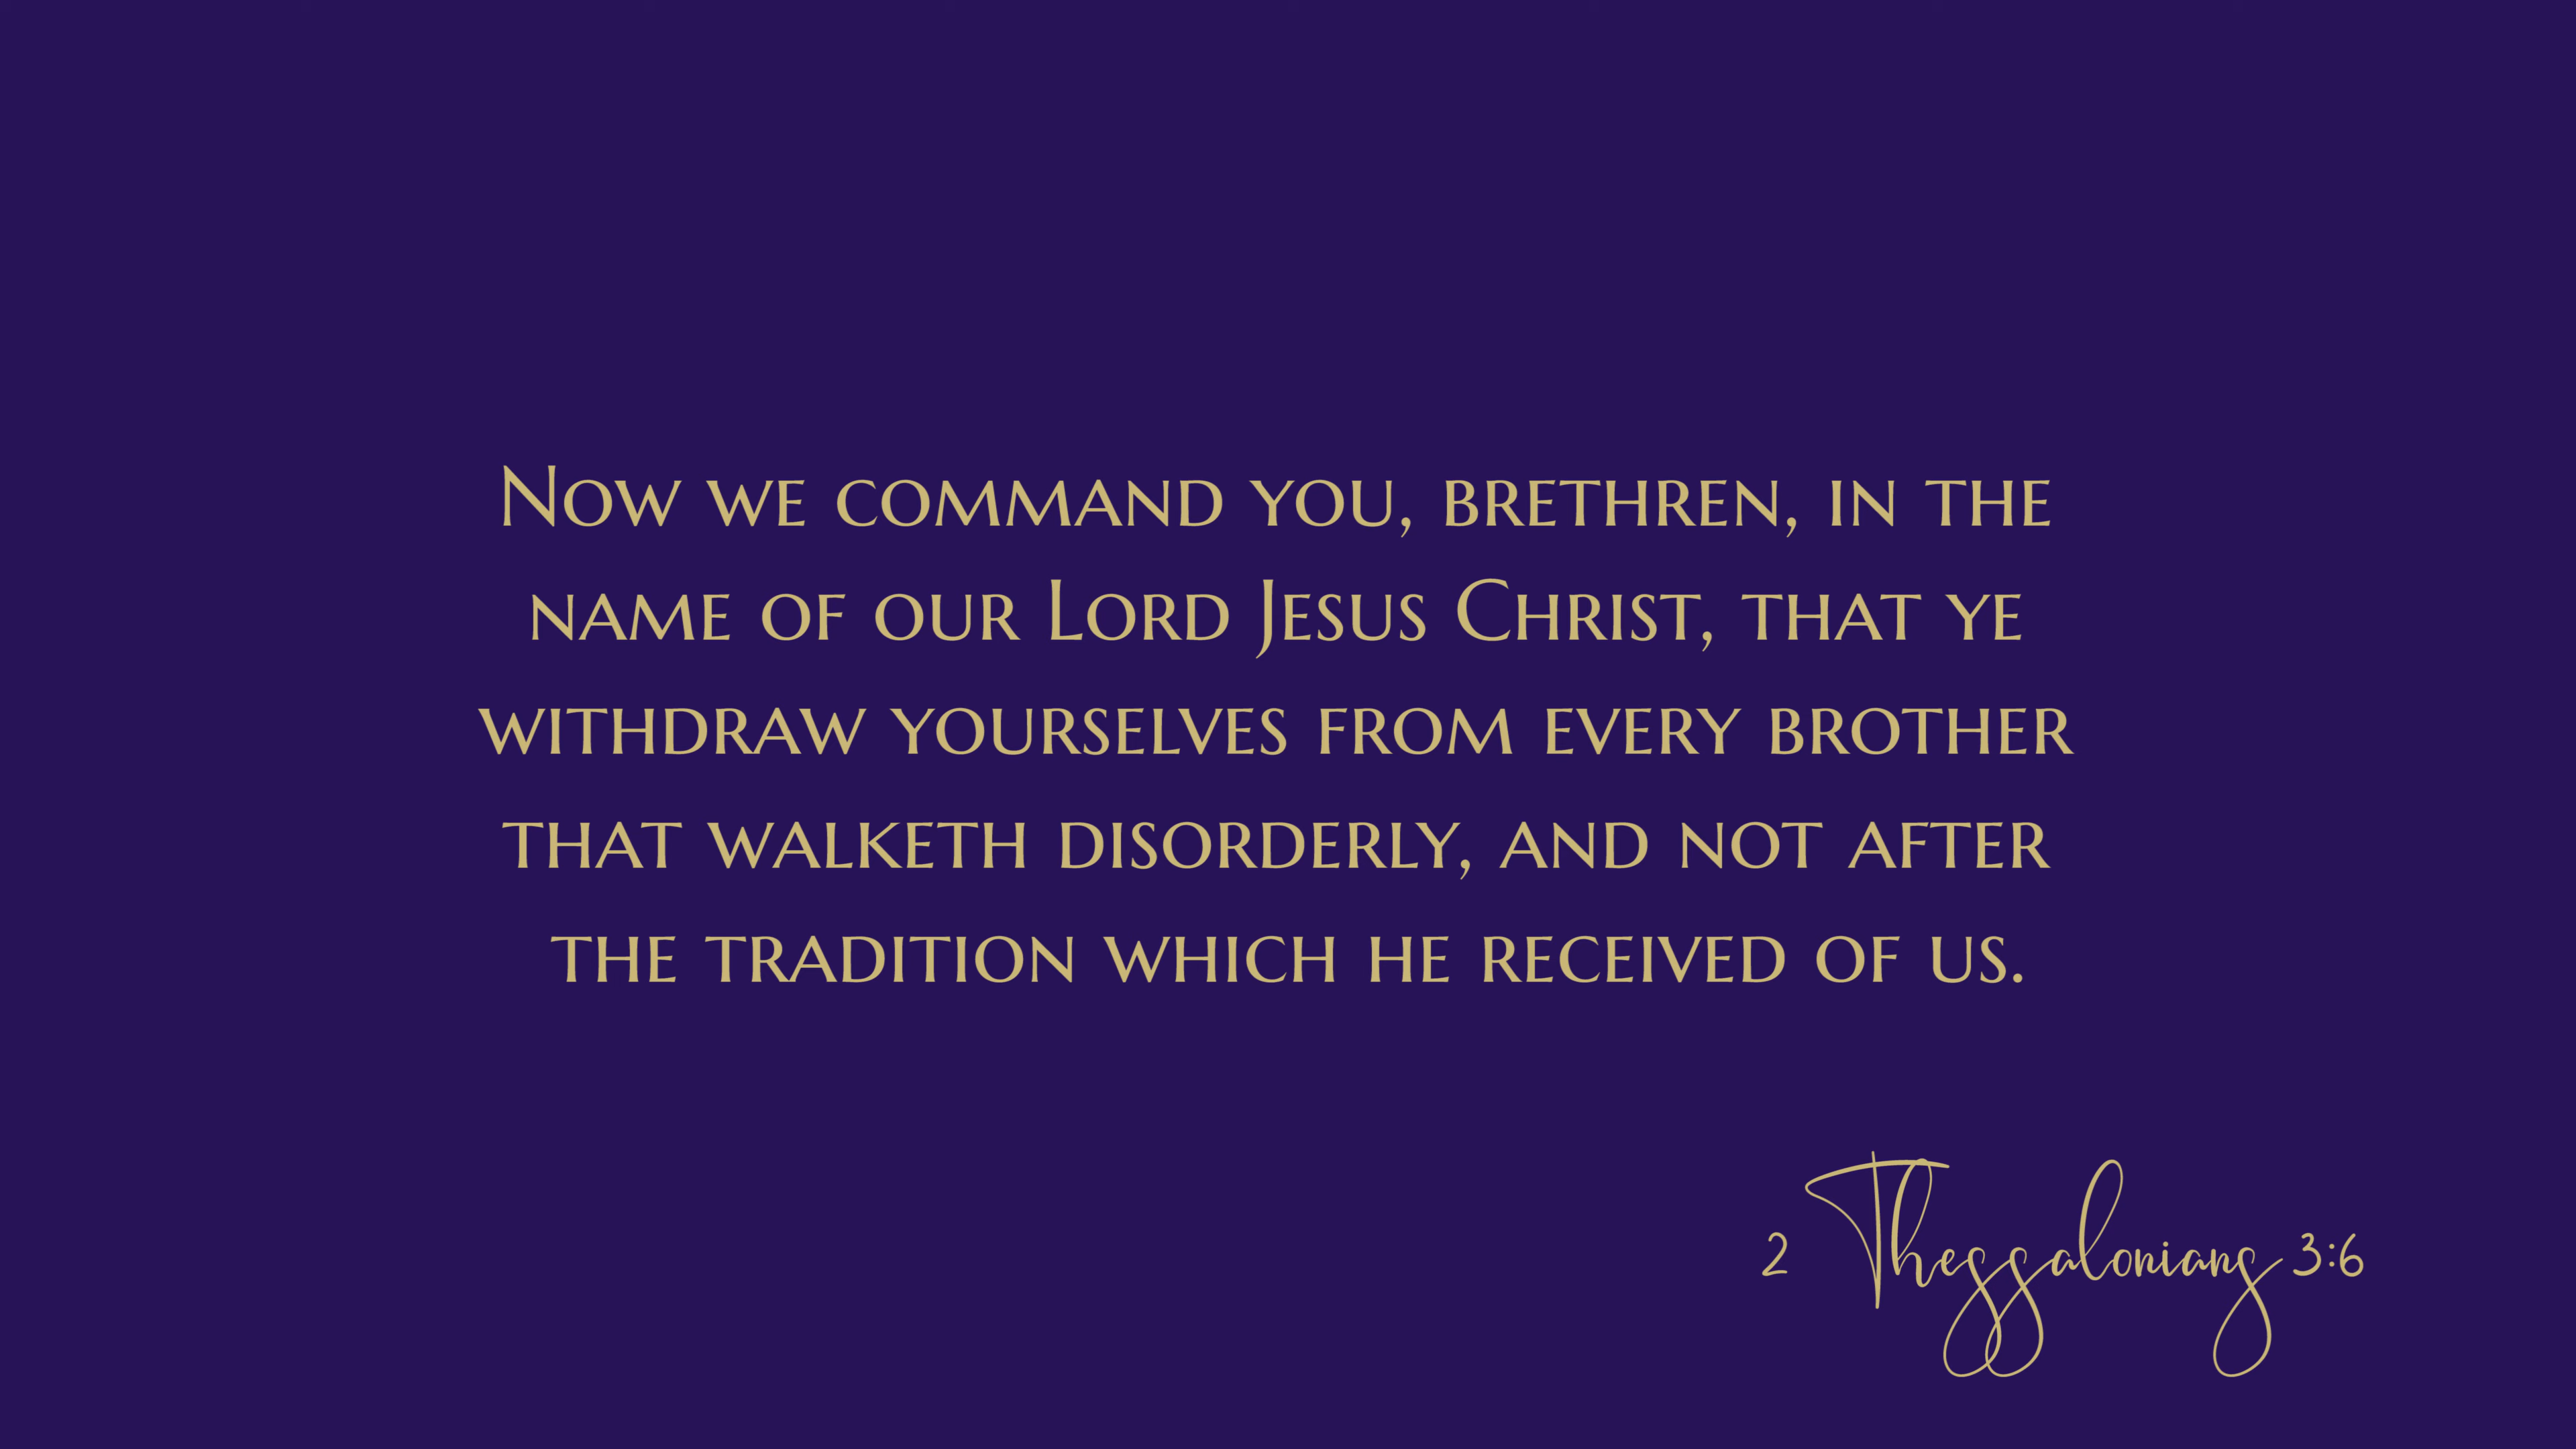 Now we command you, brethren, in the
name of our Lord Jesus Christ, that ye
withdraw yourselves from every brother
that walketh disorderly, and not after
the tradition which he received of us.
2 Thessalonians 3:6